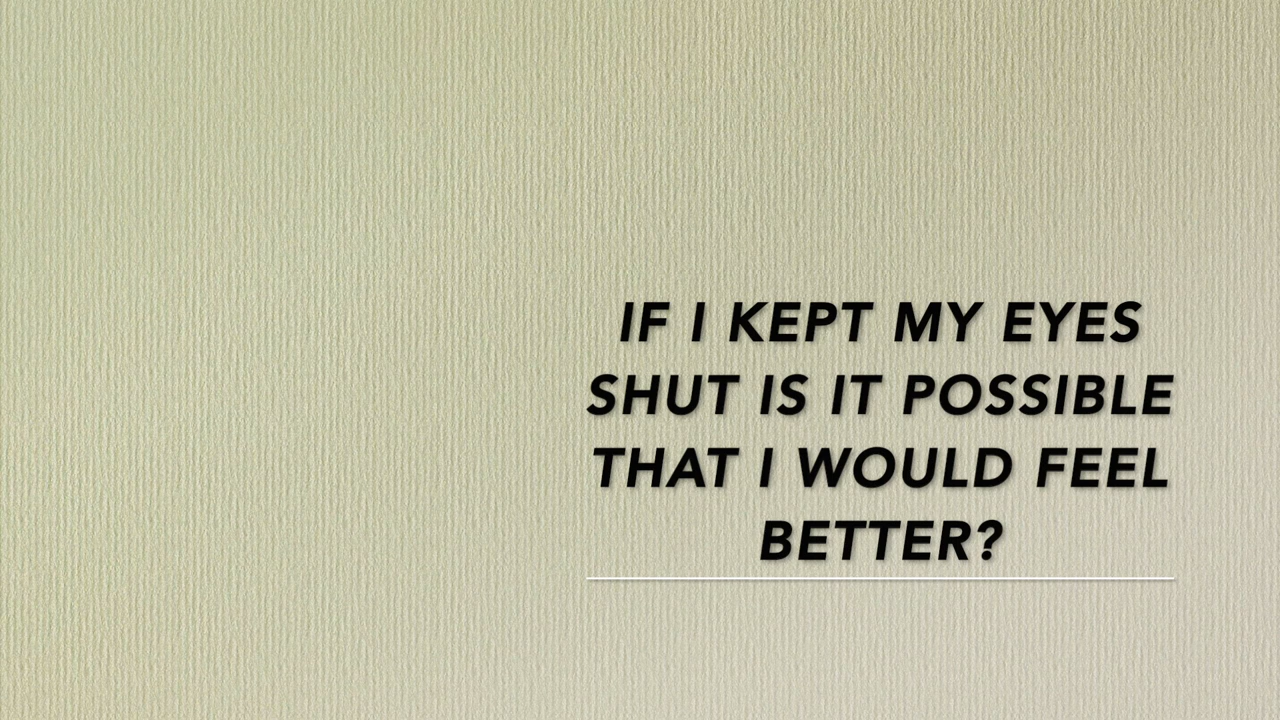 IF I KEPT MY EYES
SHUT IS IT POSSIBLE
THAT I WOULD FEEL
BETTER?